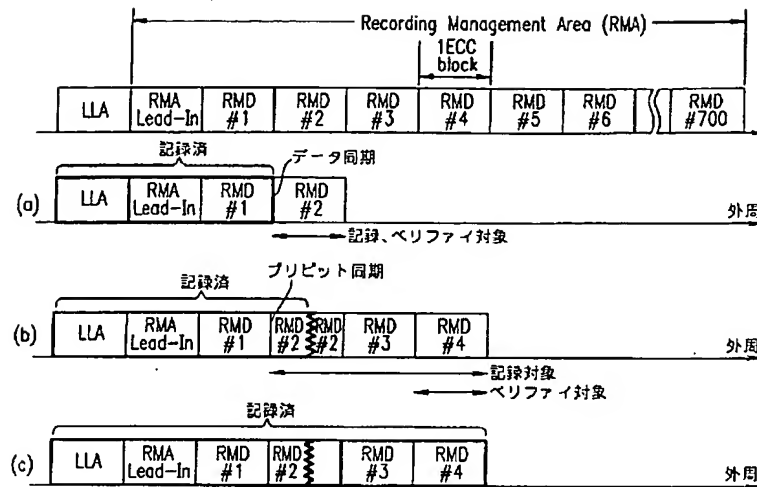 Recording Management Area (RMA)
1ECC
block
LLA
RMA
Lead-In
RMD
#1
RMD
#2
RMD
#3
RMD
#4
RMD
#5
RMD
#6
RMD
#700
記録済
データ同期
(a)
LLA
RMA
Lead-In
RMD
#1
RMD
#2
外周
記録、ベリファイ対象
記録済
プリピット同期
(b)
LLA
RMA
Lead-In
RMD
#1
RMD
#2
RMD
#2
RMD
#3
RMD
#4
外周
記録対象
ベリファイ対象
記録済
(c)
LLA
RMA
Lead-In
RMD
#1
RMD
#2
RMD
#3
RMD
#4
外周